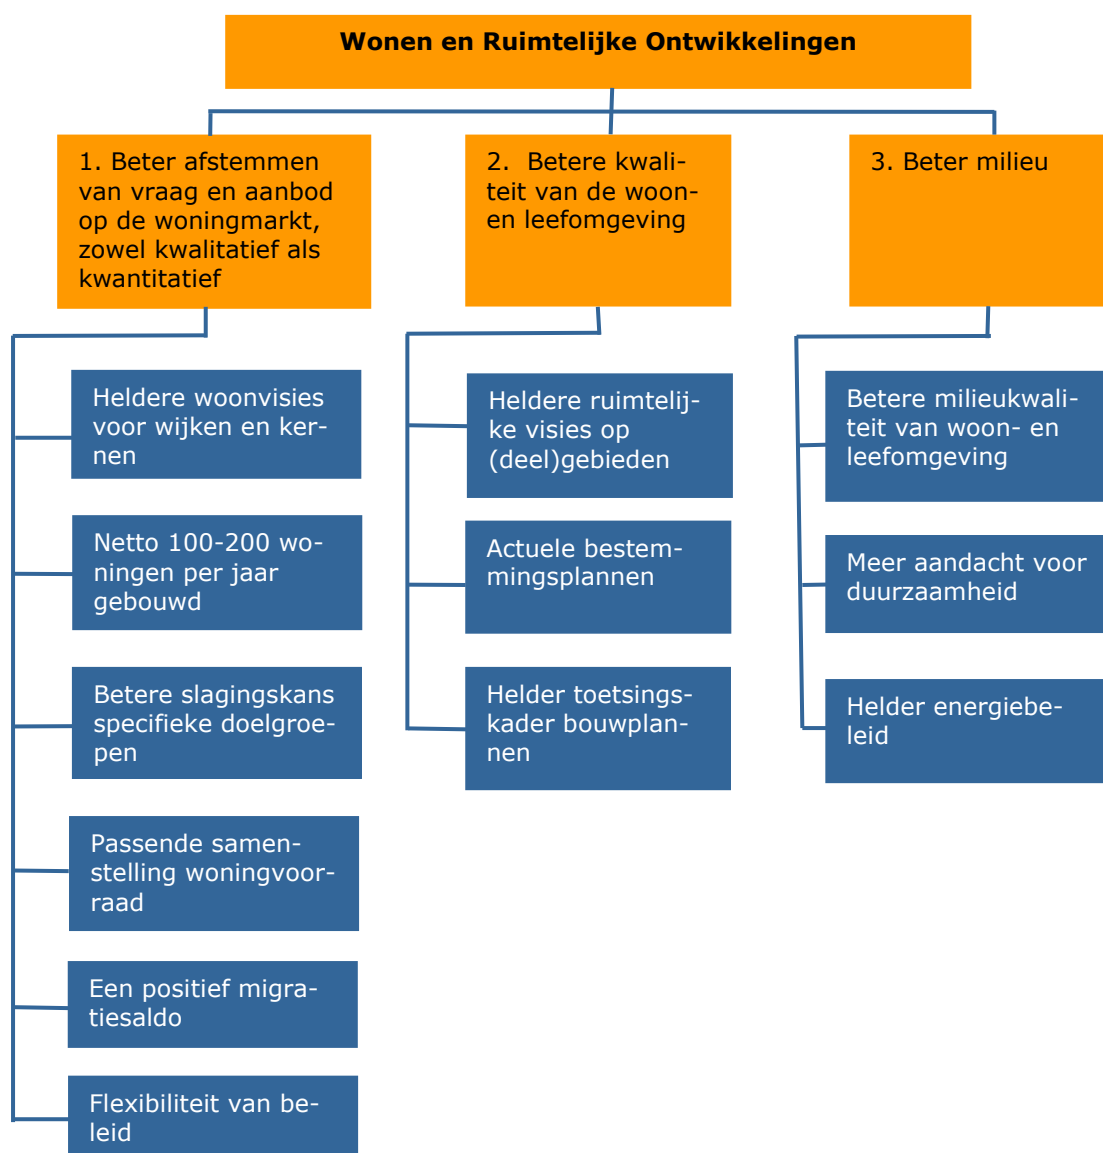 Wonen en Ruimtelijke Ontwikkelingen
1. Beter afstemmen
van vraag en aanbod
op de woningmarkt,
zowel kwalitatief als
kwantitatief
Heldere woonvisies
voor wijken en ker-
nen
Netto 100-200 wo-
ningen per jaar
gebouwd
Betere slagingskans
specifieke doelgroe-
pen
Passende samen-
stelling woningvoor-
raad
Een positief migra-
tiesaldo
Flexibiliteit van be-
leid
2. Betere kwali-
teit van de woon-
en leefomgeving
Heldere ruimtelij-
ke visies op
(deel)gebieden
Actuele bestem-
mingsplannen
Helder toetsings-
kader bouwplan-
nen
3. Beter milieu
Betere milieukwali-
teit van woon- en
leefomgeving
Meer aandacht voor
duurzaamheid
Helder energiebe-
leid